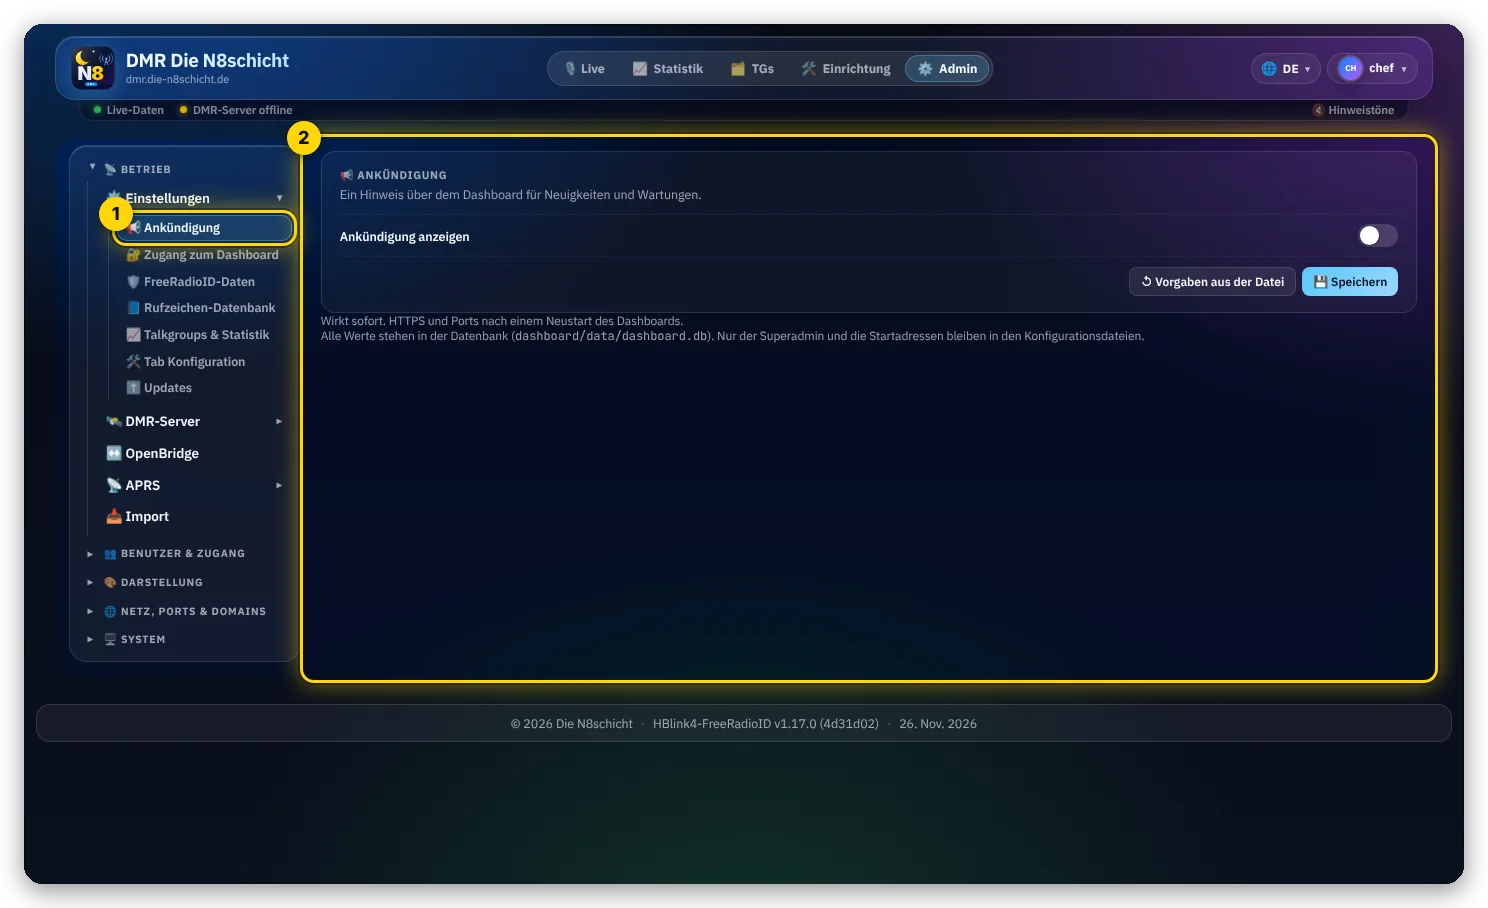 N8
DMR Die N8schicht
dmr.die-n8schicht.de
Live
Statistik
TGs
Einrichtung
Admin
DE
CH
chef
Live-Daten
DMR-Server offline
Hinweistöne
2
BETRIEB
Einstellungen
1
Ankündigung
Zugang zum Dashboard
FreeRadioID-Daten
Rufzeichen-Datenbank
Talkgroups & Statistik
Tab Konfiguration
Updates
DMR-Server
OpenBridge
APRS
Import
BENUTZER & ZUGANG
DARSTELLUNG
NETZ, PORTS & DOMAINS
SYSTEM
ANKÜNDIGUNG
Ein Hinweis über dem Dashboard für Neuigkeiten und Wartungen.
Ankündigung anzeigen
Vorgaben aus der Datei
Speichern
Wirkt sofort. HTTPS und Ports nach einem Neustart des Dashboards.
Alle Werte stehen in der Datenbank (dashboard/data/dashboard.db). Nur der Superadmin und die Startadressen bleiben in den Konfigurationsdateien.
© 2026 Die N8schicht · HBlink4-FreeRadioID v1.17.0 (4d31d02) · 26. Nov. 2026